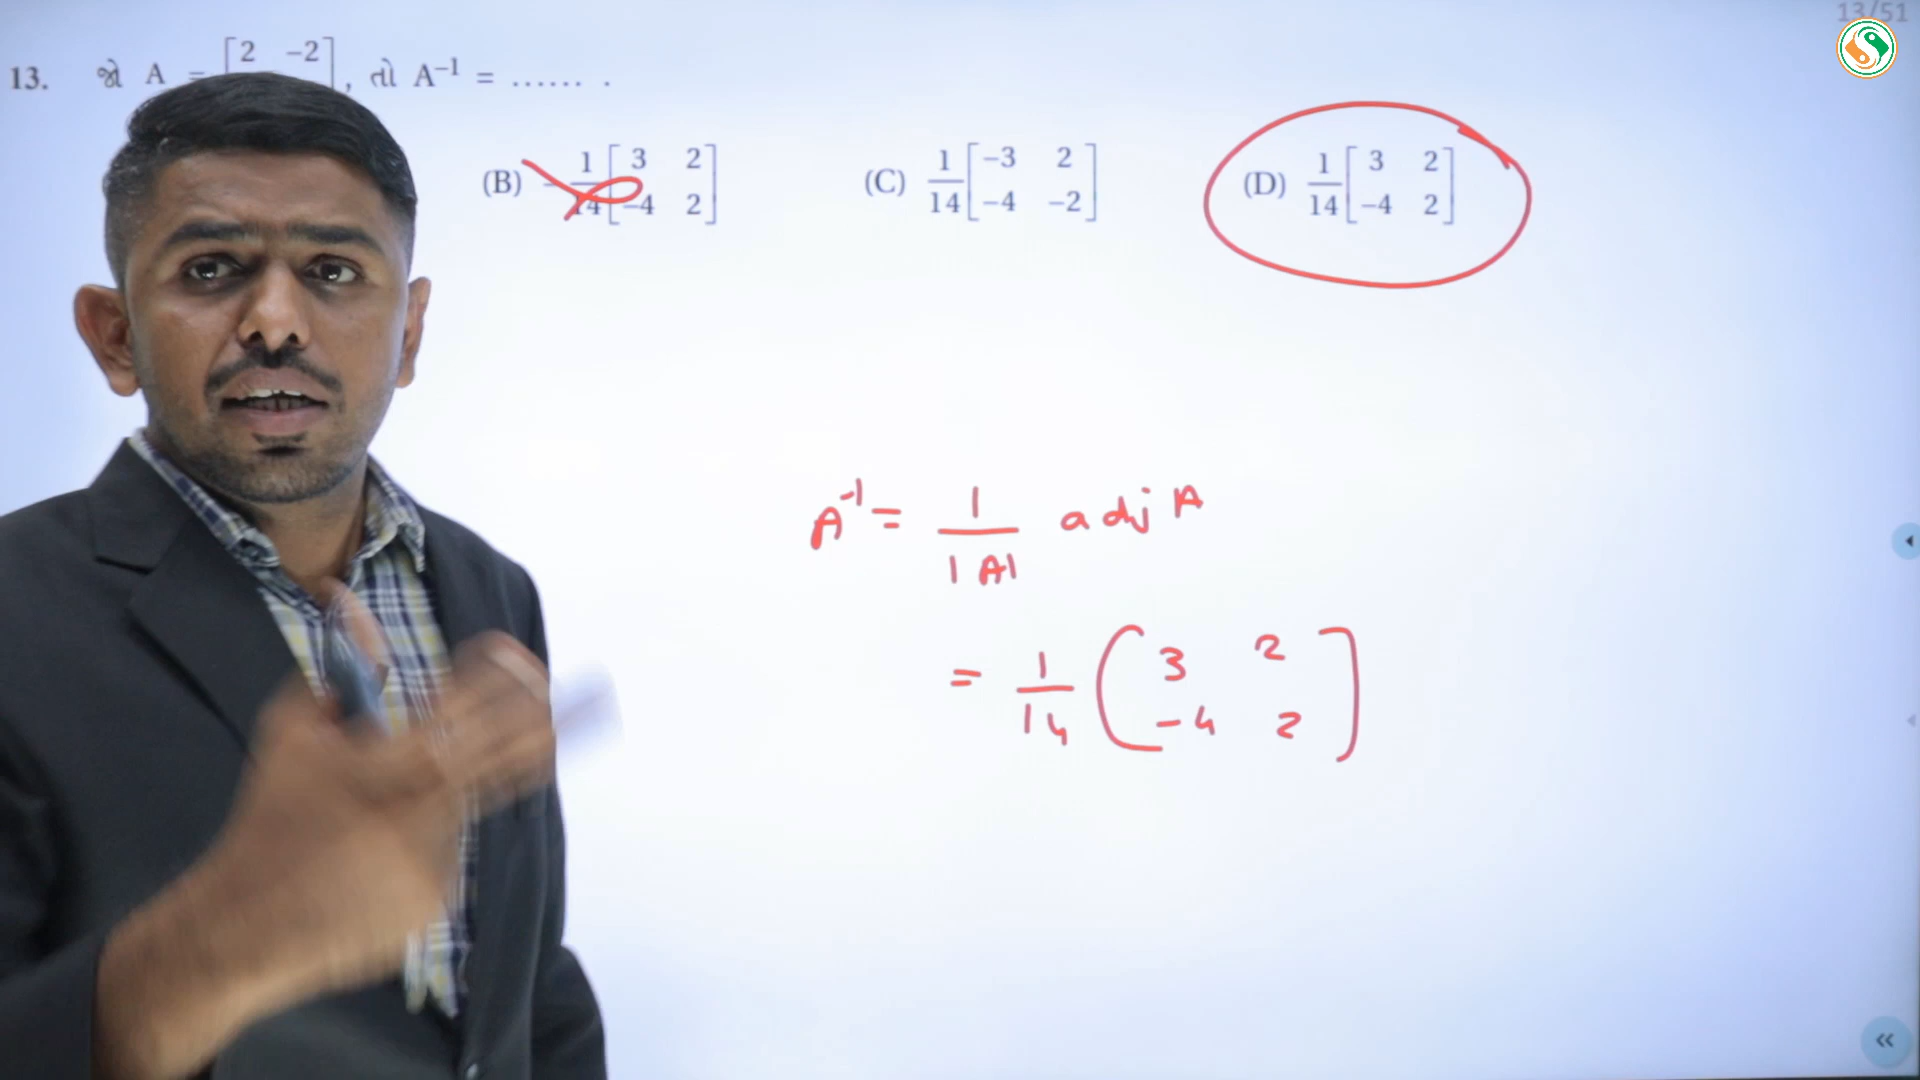 13/51
13. જો A = [2 -2], તો A⁻¹ = ...... .
(B) -1/14 [3 2 -4 2] (C) 1/14 [-3 2 -4 -2] (D) 1/14 [3 2 -4 2]
A⁻¹ = 1/|A| adj A
= 1/14 [3 2 -4 2]